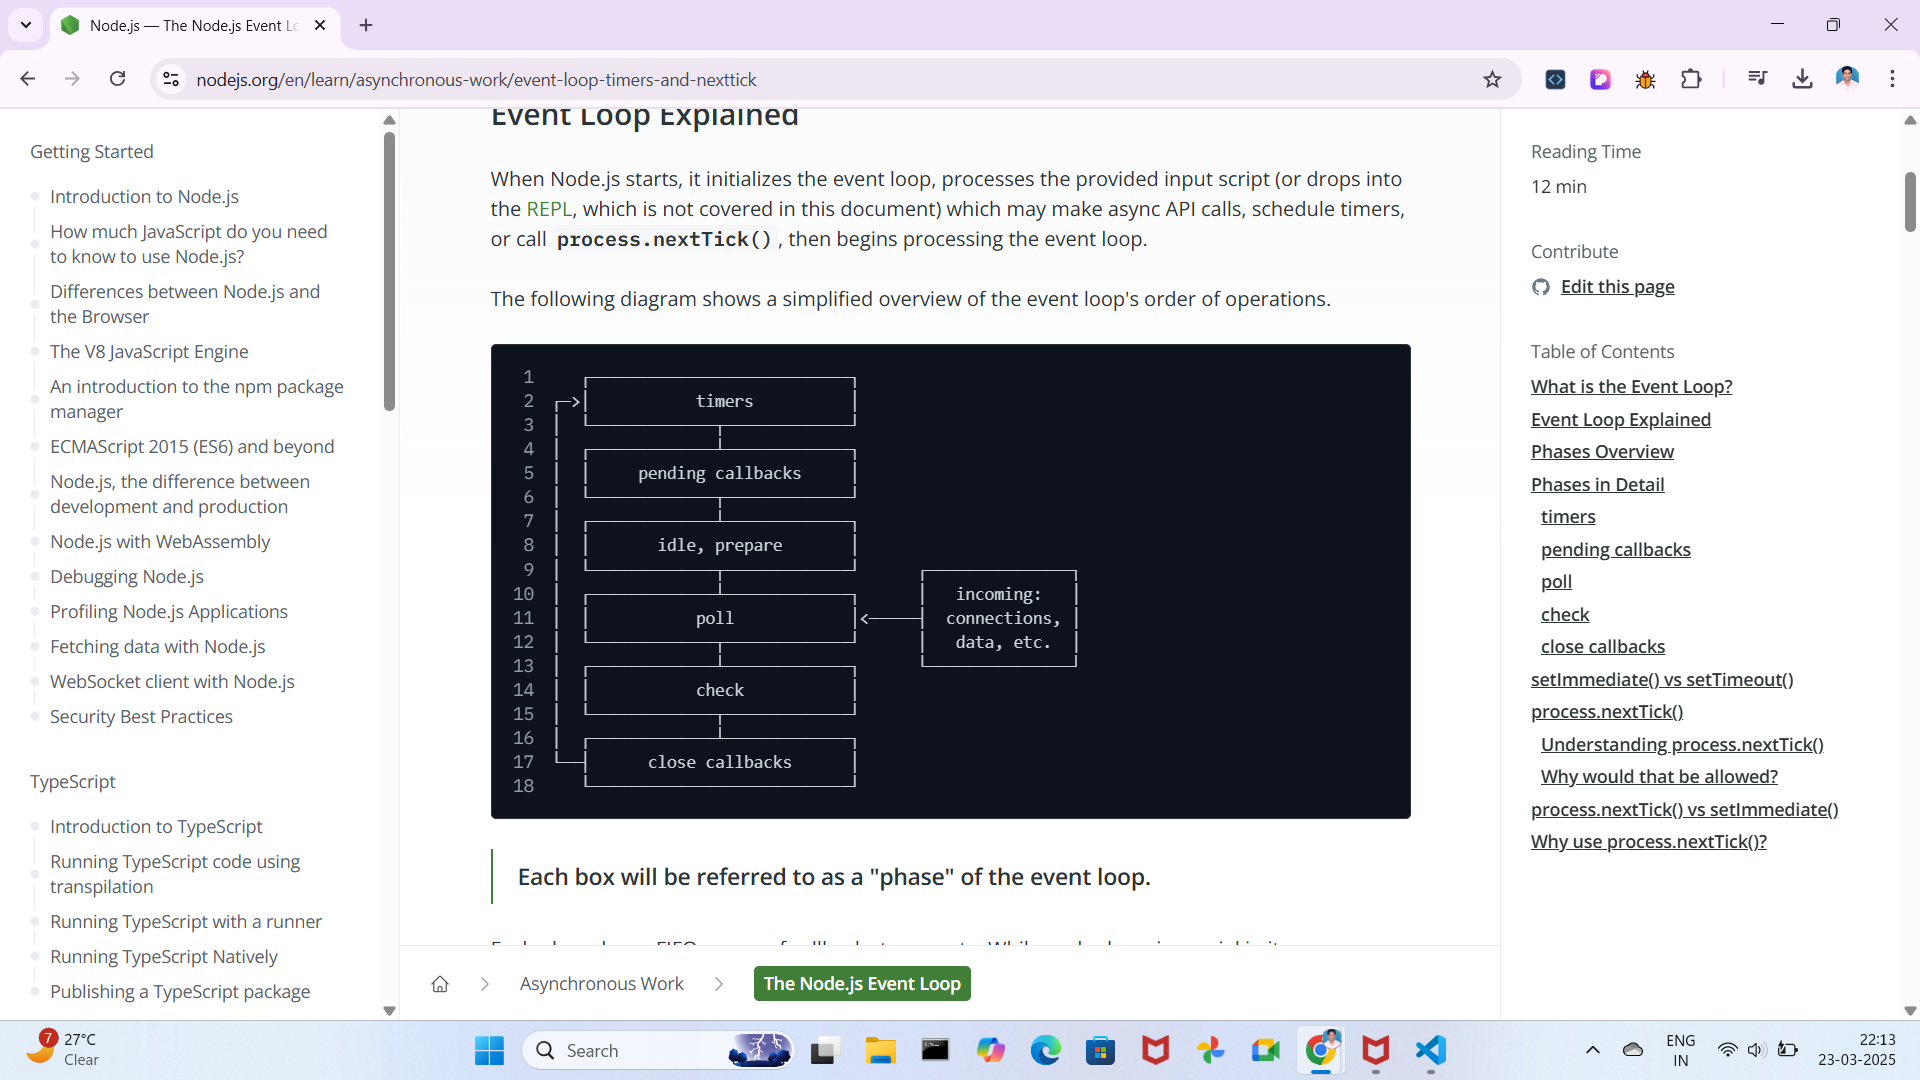 Node.js — The Node.js Event Lo
nodejs.org/en/learn/asynchronous-work/event-loop-timers-and-nexttick
Getting Started
Introduction to Node.js
How much JavaScript do you need
to know to use Node.js?
Differences between Node.js and
the Browser
The V8 JavaScript Engine
An introduction to the npm package
manager
ECMAScript 2015 (ES6) and beyond
Node.js, the difference between
development and production
Node.js with WebAssembly
Debugging Node.js
Profiling Node.js Applications
Fetching data with Node.js
WebSocket client with Node.js
Security Best Practices
TypeScript
Introduction to TypeScript
Running TypeScript code using
transpilation
Running TypeScript with a runner
Running TypeScript Natively
Publishing a TypeScript package
Event Loop Explained
When Node.js starts, it initializes the event loop, processes the provided input script (or drops into
the REPL, which is not covered in this document) which may make async API calls, schedule timers,
or call process.nextTick(), then begins processing the event loop.
The following diagram shows a simplified overview of the event loop's order of operations.
1
2 timers
3
4
5 pending callbacks
6
7
8 idle, prepare
9
10 incoming:
11 poll connections,
12 data, etc.
13
14 check
15
16
17 close callbacks
18
Each box will be referred to as a "phase" of the event loop.
Asynchronous Work
The Node.js Event Loop
Reading Time
12 min
Contribute
Edit this page
Table of Contents
What is the Event Loop?
Event Loop Explained
Phases Overview
Phases in Detail
timers
pending callbacks
poll
check
close callbacks
setImmediate() vs setTimeout()
process.nextTick()
Understanding process.nextTick()
Why would that be allowed?
process.nextTick() vs setImmediate()
Why use process.nextTick()?
7
27°C
Clear
Search
ENG
IN
22:13
23-03-2025